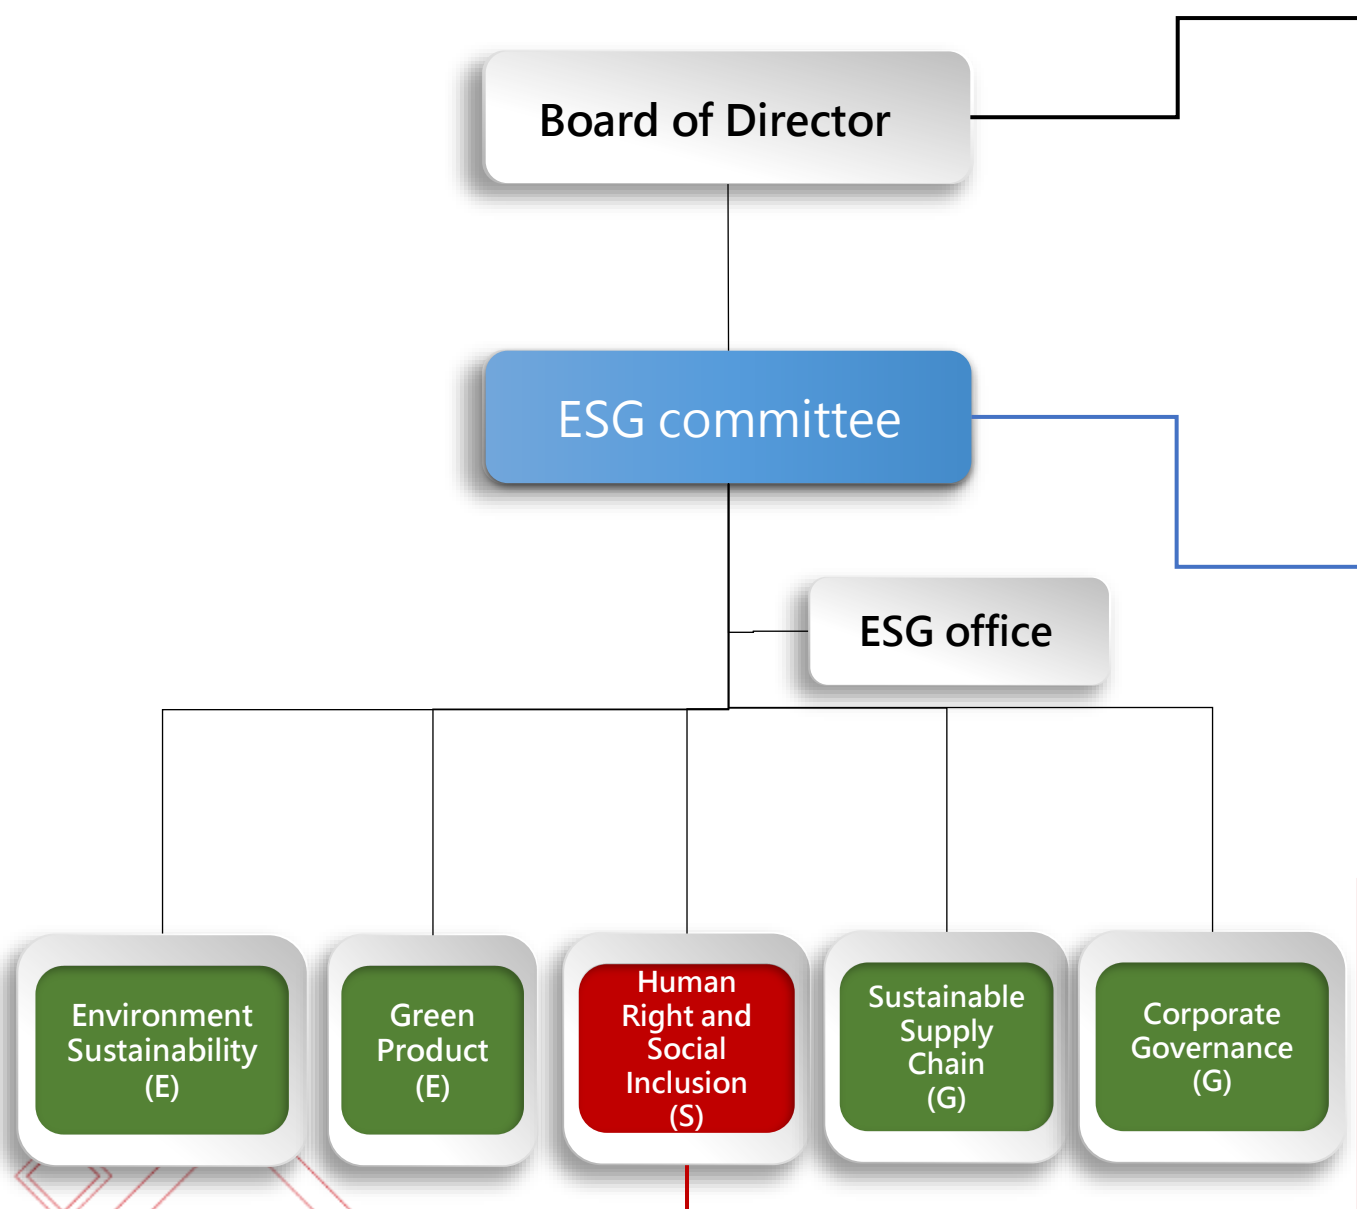 Board of Director
ESG committee
ESG office
Environment
Sustainability
(E)
Green
Product
(E)
Human
Right and
Social
Inclusion
(S)
Sustainable
Supply
Chain
(G)
Corporate
Governance
(G)